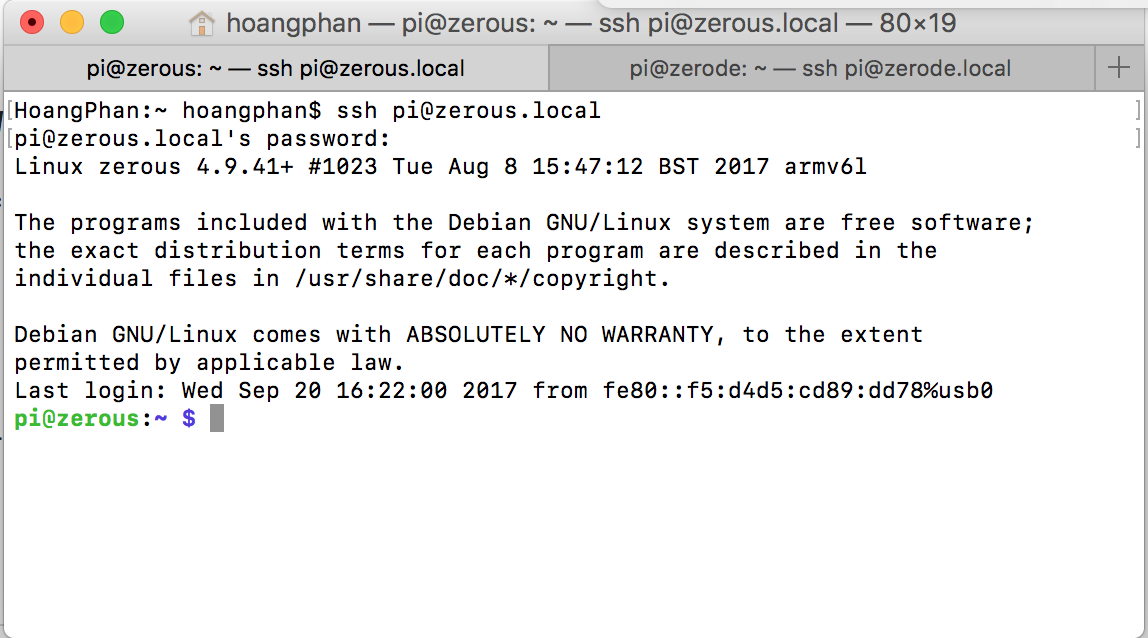 hoangphan — pi@zerous: ~ — ssh pi@zerous.local — 80×19
pi@zerous: ~ — ssh pi@zerous.local
pi@zerode: ~ — ssh pi@zerode.local
[HoangPhan:~ hoangphan$ ssh pi@zerous.local ]
[pi@zerous.local's password: ]
Linux zerous 4.9.41+ #1023 Tue Aug 8 15:47:12 BST 2017 armv6l
The programs included with the Debian GNU/Linux system are free software;
the exact distribution terms for each program are described in the
individual files in /usr/share/doc/*/copyright.
Debian GNU/Linux comes with ABSOLUTELY NO WARRANTY, to the extent
permitted by applicable law.
Last login: Wed Sep 20 16:22:00 2017 from fe80::f5:d4d5:cd89:dd78%usb0
pi@zerous:~ $